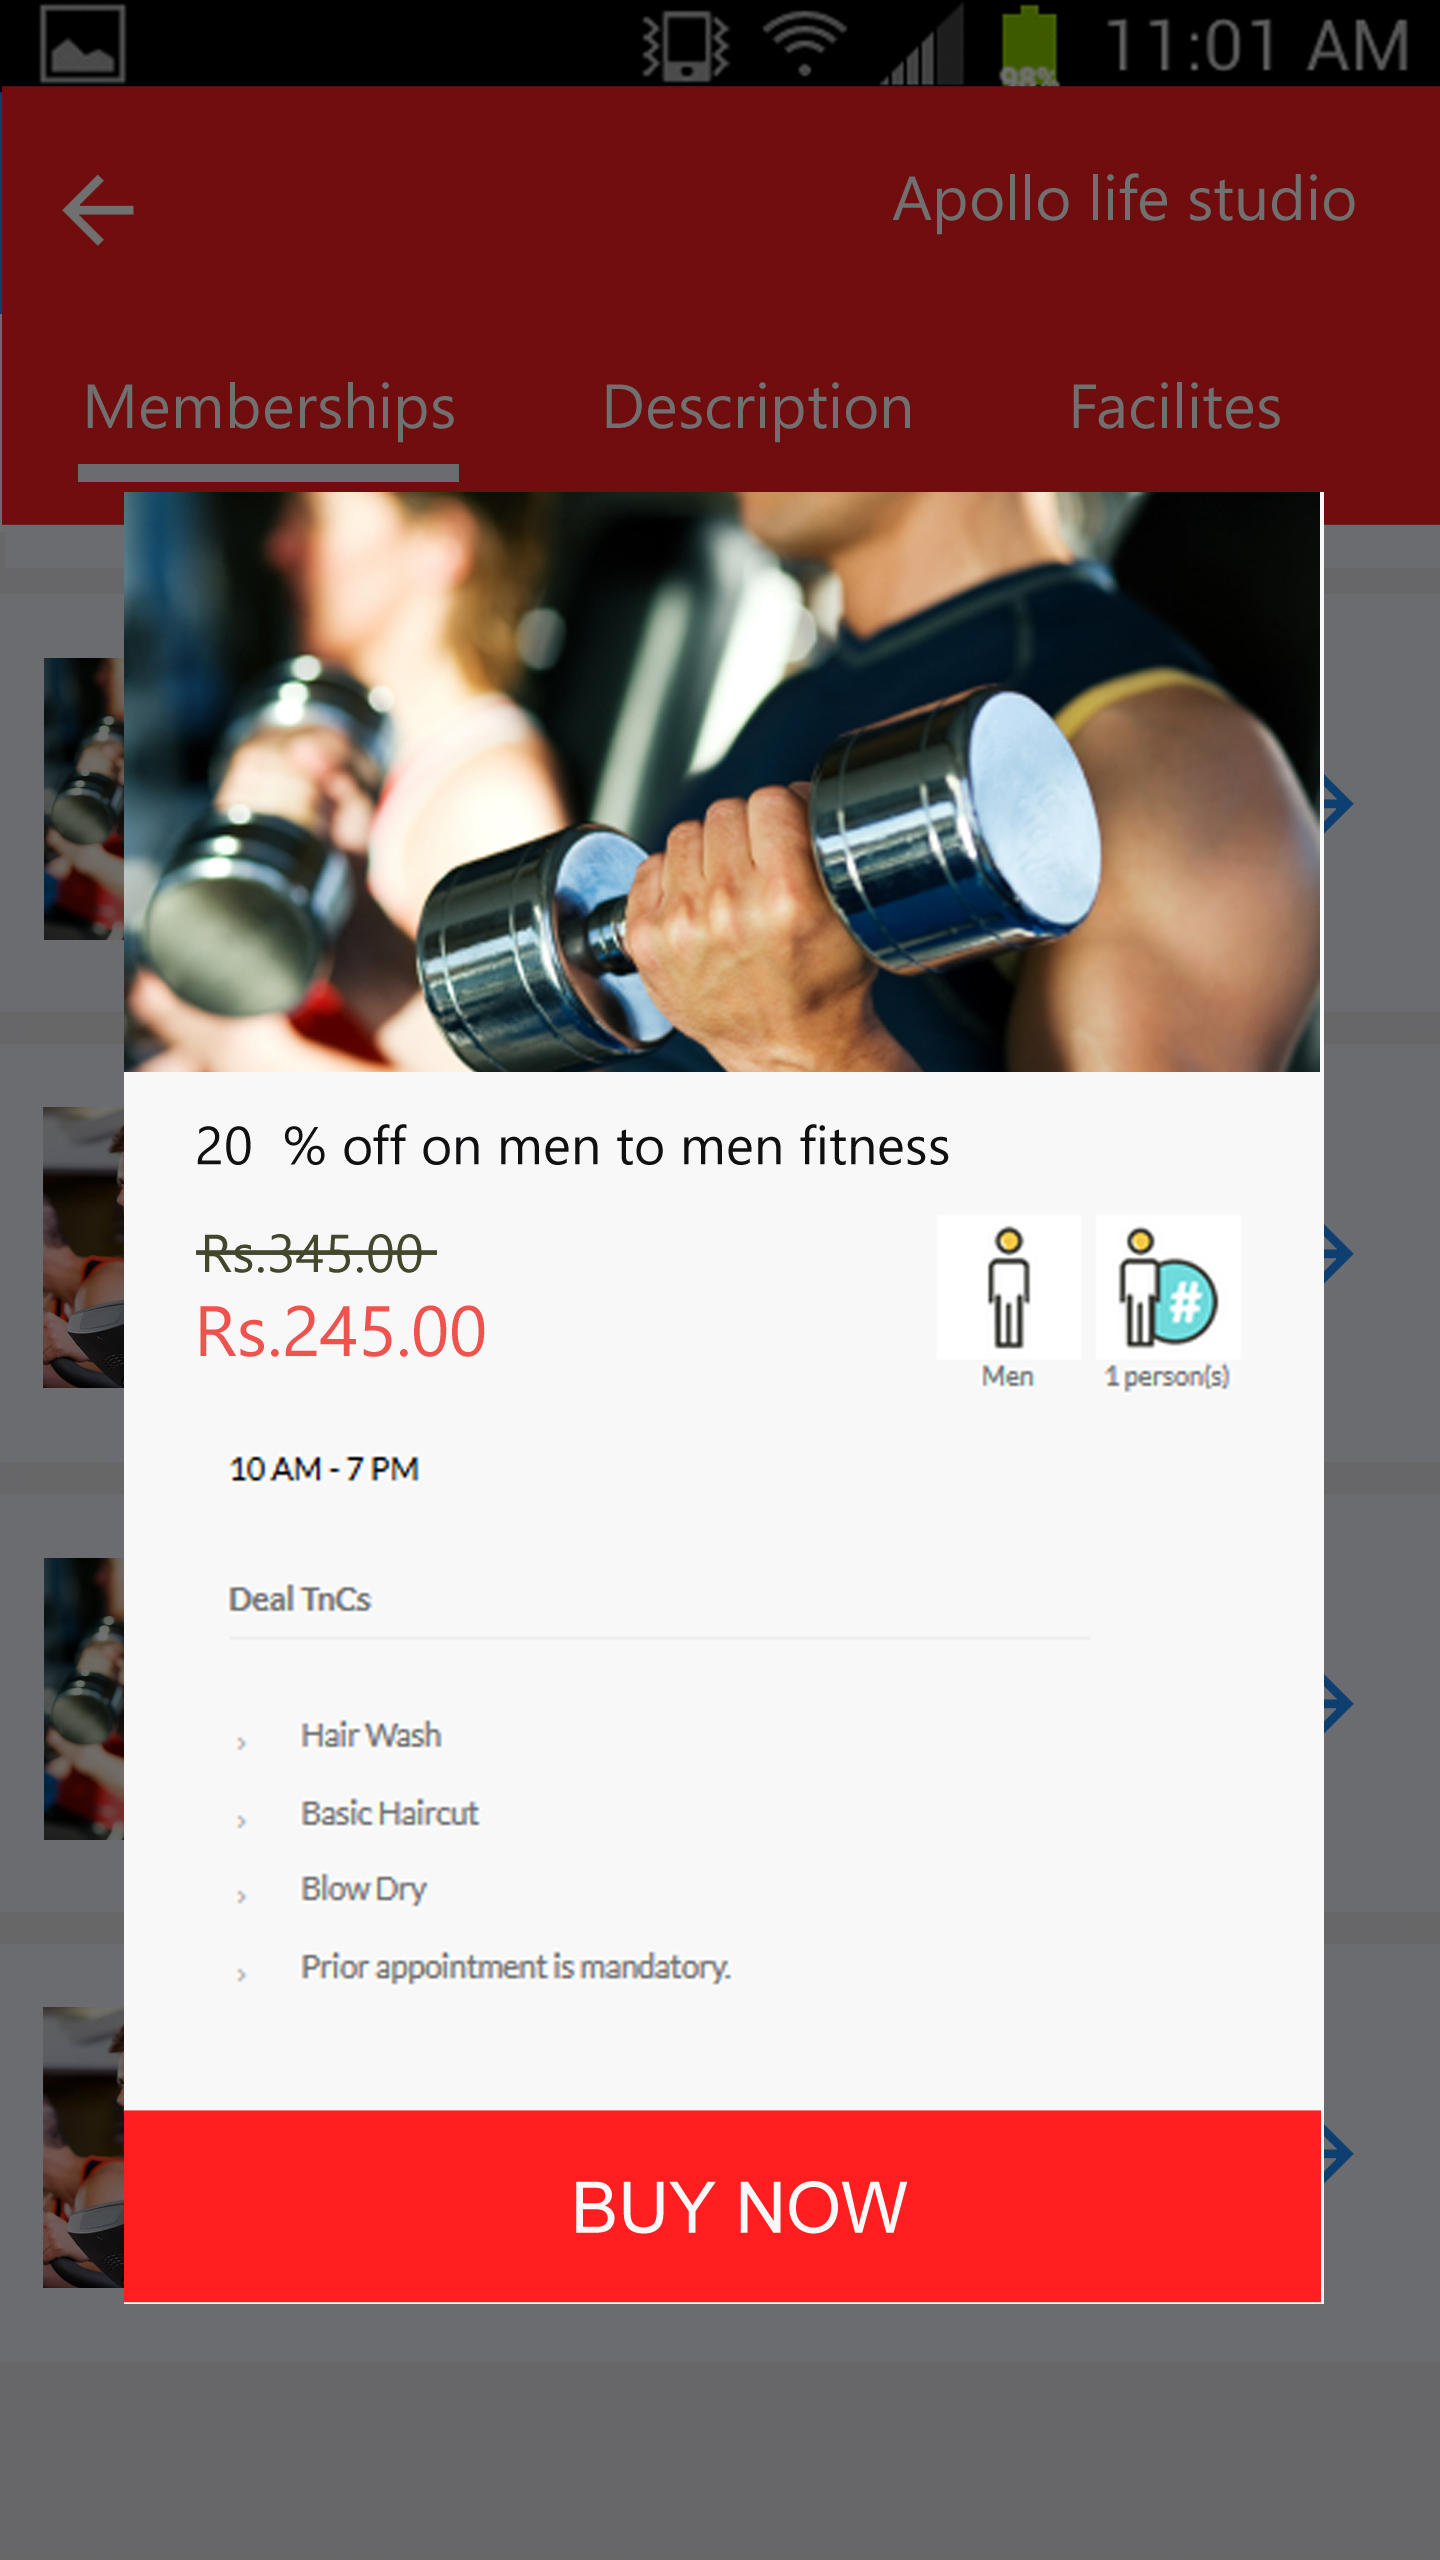 98%
11:01 AM
Apollo life studio
Memberships
Description
Facilites
20 % off on men to men fitness
Rs.345.00
Rs.245.00
Men
1 person(s)
10 AM - 7 PM
Deal TnCs
Hair Wash
Basic Haircut
Blow Dry
Prior appointment is mandatory.
BUY NOW